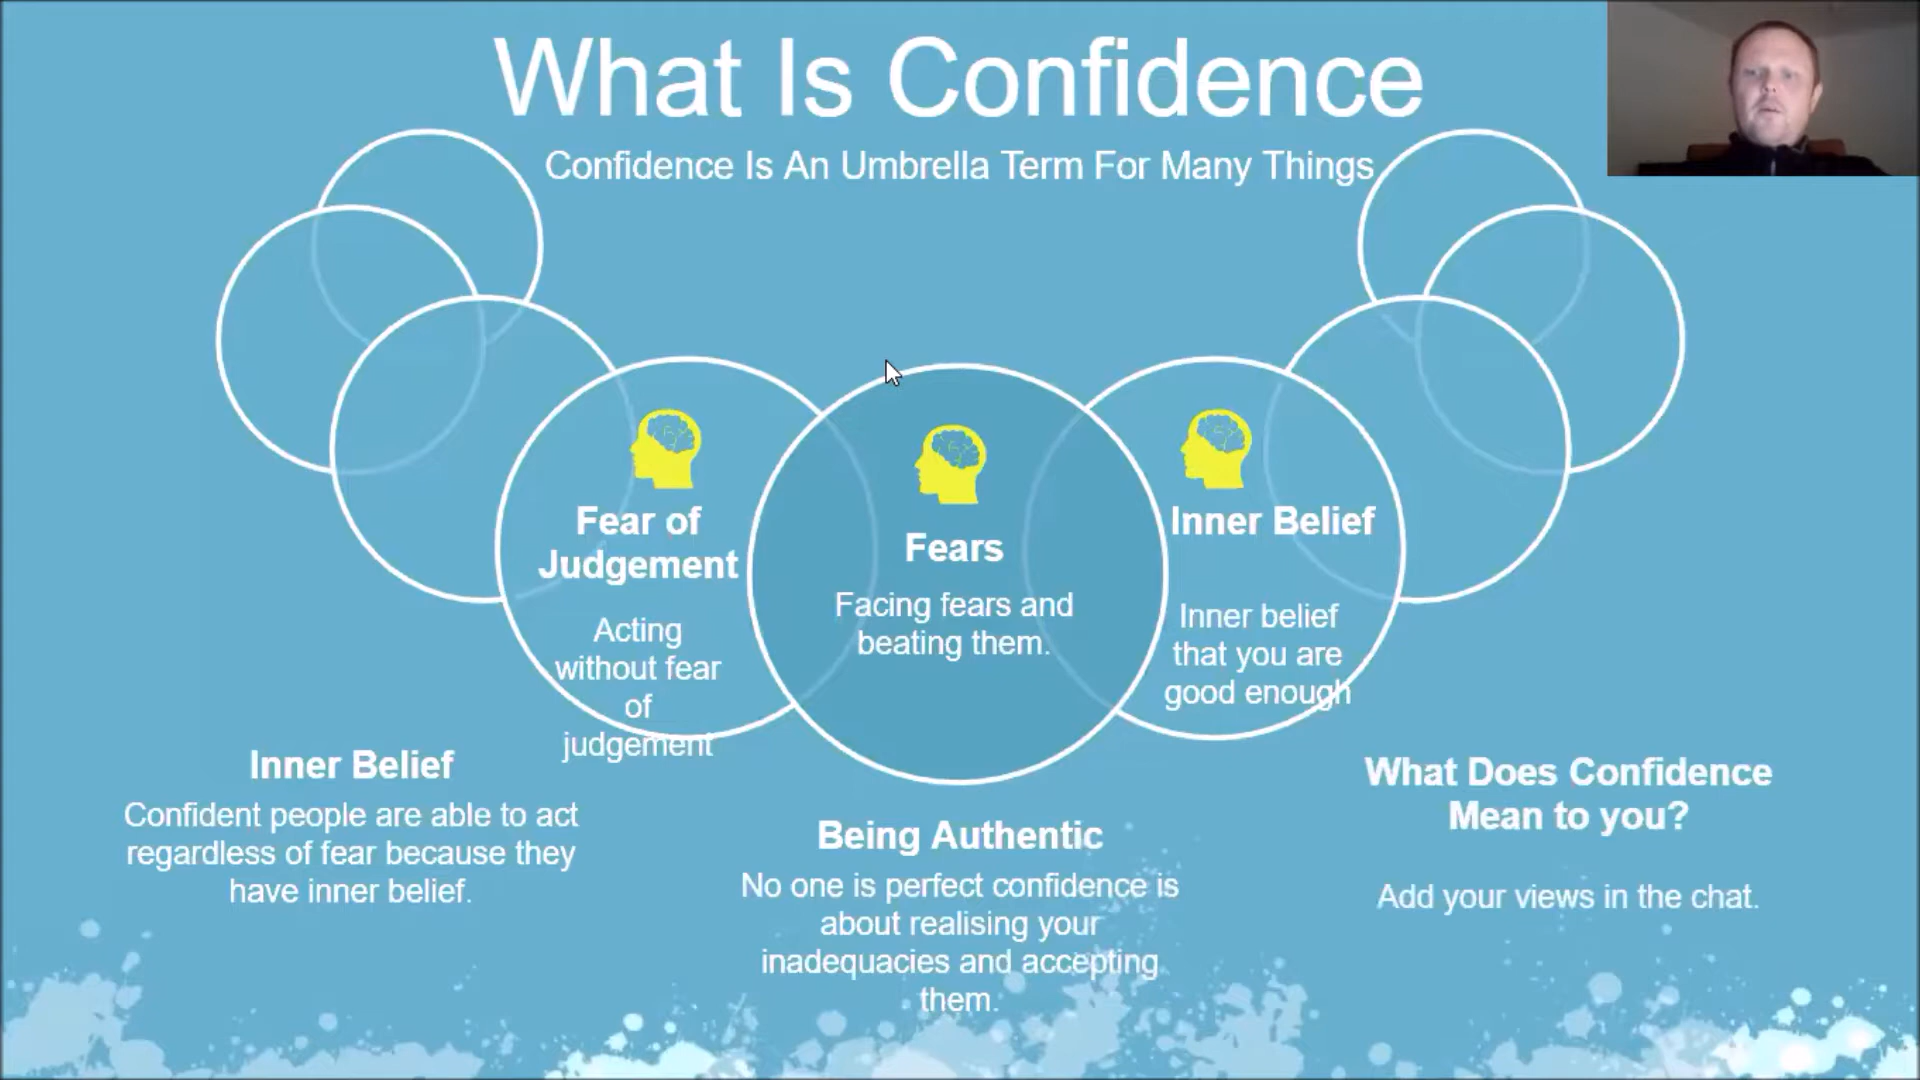 What Is Confidence
Confidence Is An Umbrella Term For Many Things
Fear of
Judgement
Acting
without fear
of
judgement
Fears
Facing fears and
beating them.
Inner Belief
Inner belief
that you are
good enough
Inner Belief
Confident people are able to act
regardless of fear because they
have inner belief.
Being Authentic
No one is perfect confidence is
about realising your
inadequacies and accepting
them.
What Does Confidence
Mean to you?
Add your views in the chat.